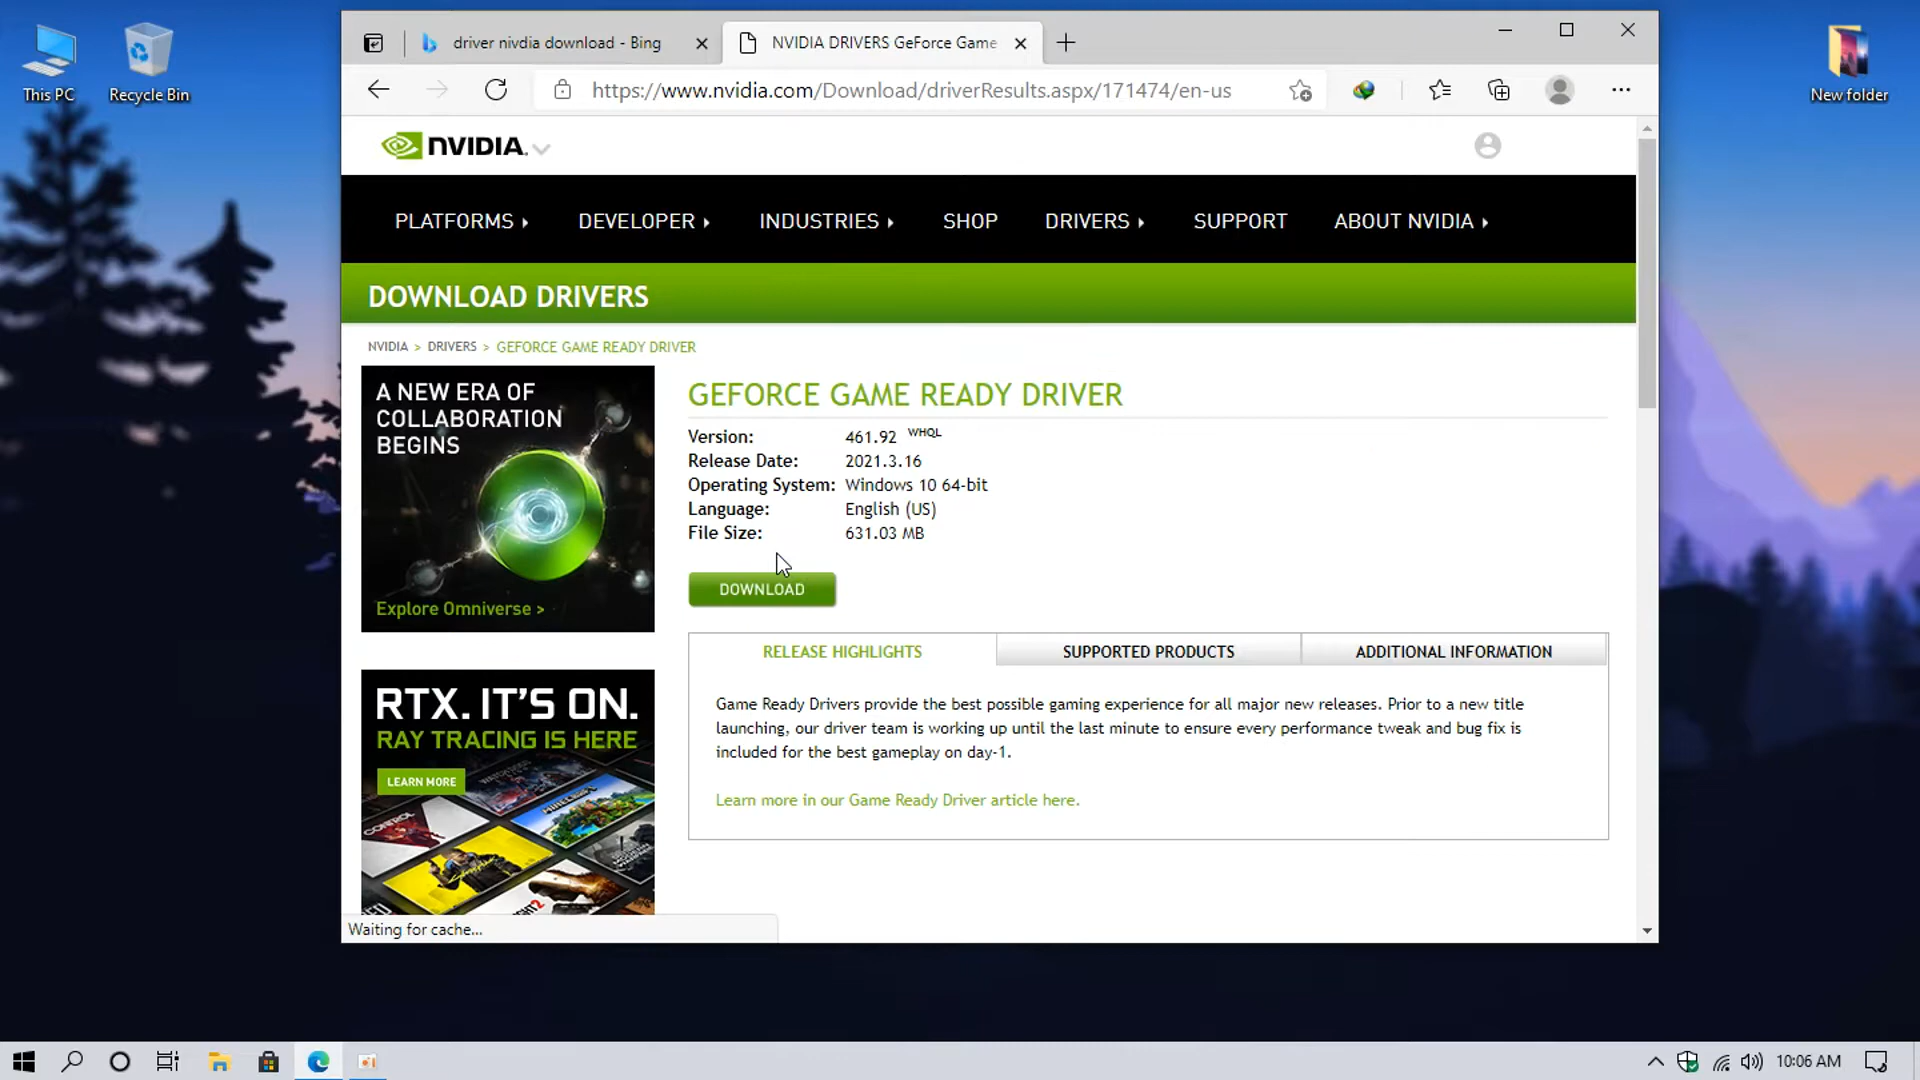 This PC
Recycle Bin
New folder
driver nivdia download - Bing
NVIDIA DRIVERS GeForce Game
https://www.nvidia.com/Download/driverResults.aspx/171474/en-us
NVIDIA.
PLATFORMS
DEVELOPER
INDUSTRIES
SHOP
DRIVERS
SUPPORT
ABOUT NVIDIA
DOWNLOAD DRIVERS
NVIDIA > DRIVERS > GEFORCE GAME READY DRIVER
A NEW ERA OF
COLLABORATION
BEGINS
Explore Omniverse >
RTX. IT'S ON.
RAY TRACING IS HERE
LEARN MORE
CONTROL
MINECRAFT
GEFORCE GAME READY DRIVER
Version: 461.92 WHQL
Release Date: 2021.3.16
Operating System: Windows 10 64-bit
Language: English (US)
File Size: 631.03 MB
DOWNLOAD
RELEASE HIGHLIGHTS
SUPPORTED PRODUCTS
ADDITIONAL INFORMATION
Game Ready Drivers provide the best possible gaming experience for all major new releases. Prior to a new title
launching, our driver team is working up until the last minute to ensure every performance tweak and bug fix is
included for the best gameplay on day-1.
Learn more in our Game Ready Driver article here.
Waiting for cache...
10:06 AM